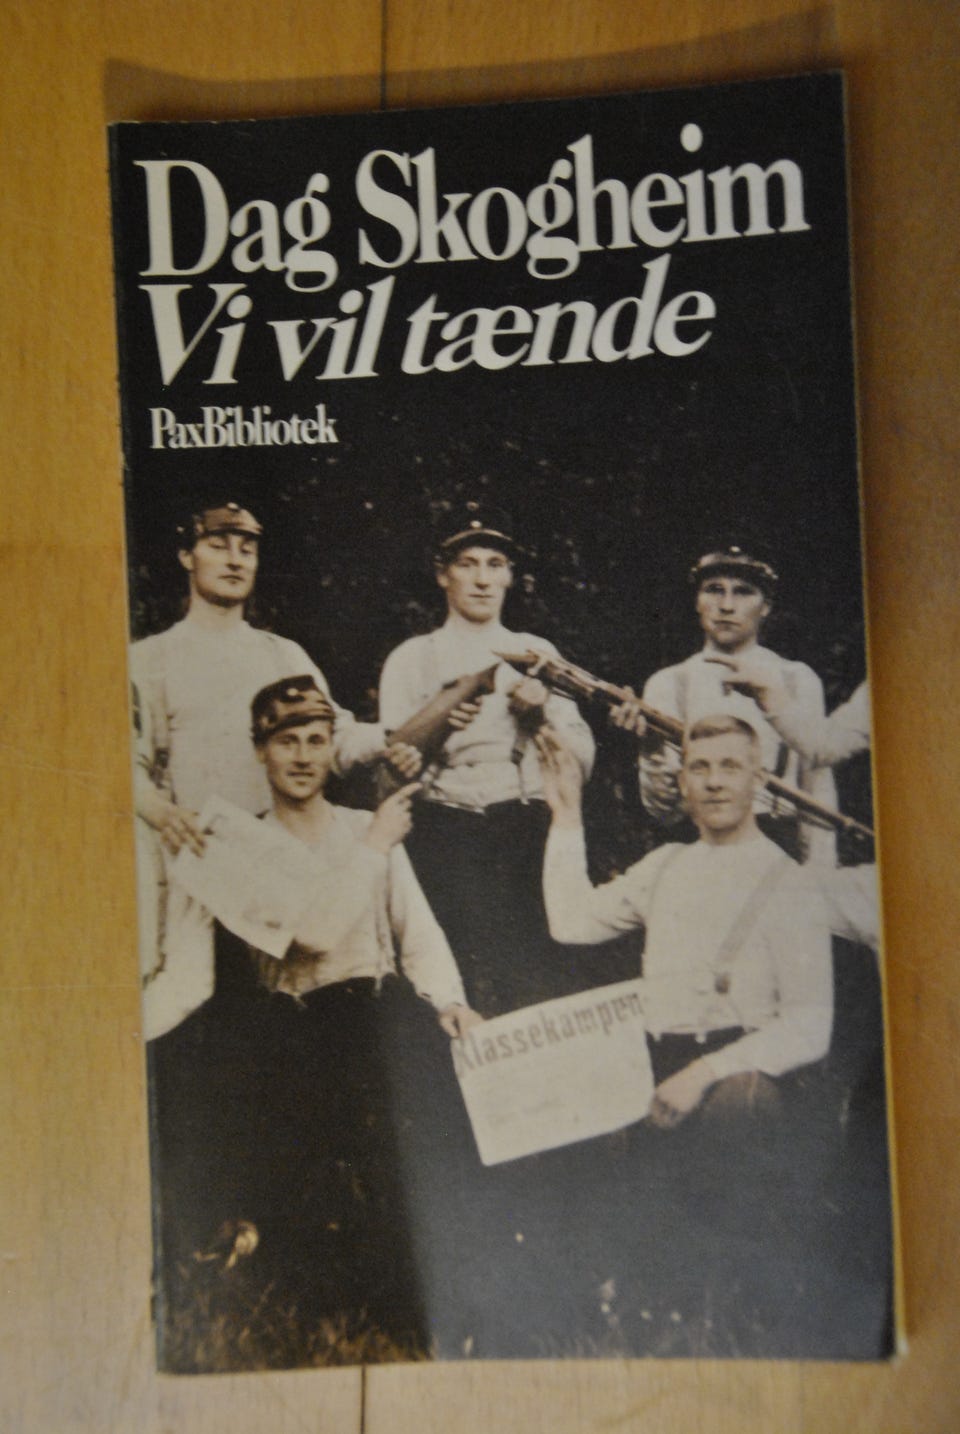 Dag Skogheim
Vi vil tænde
PaxBibliotek
Klassekampen